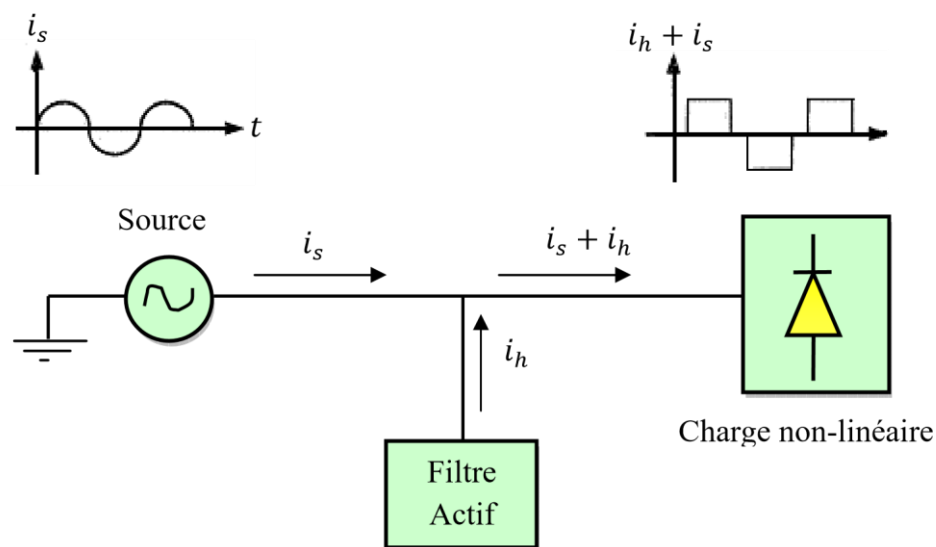 i_s
t
i_h + i_s
Source
i_s
i_s + i_h
i_h
Charge non-linéaire
Filtre
Actif